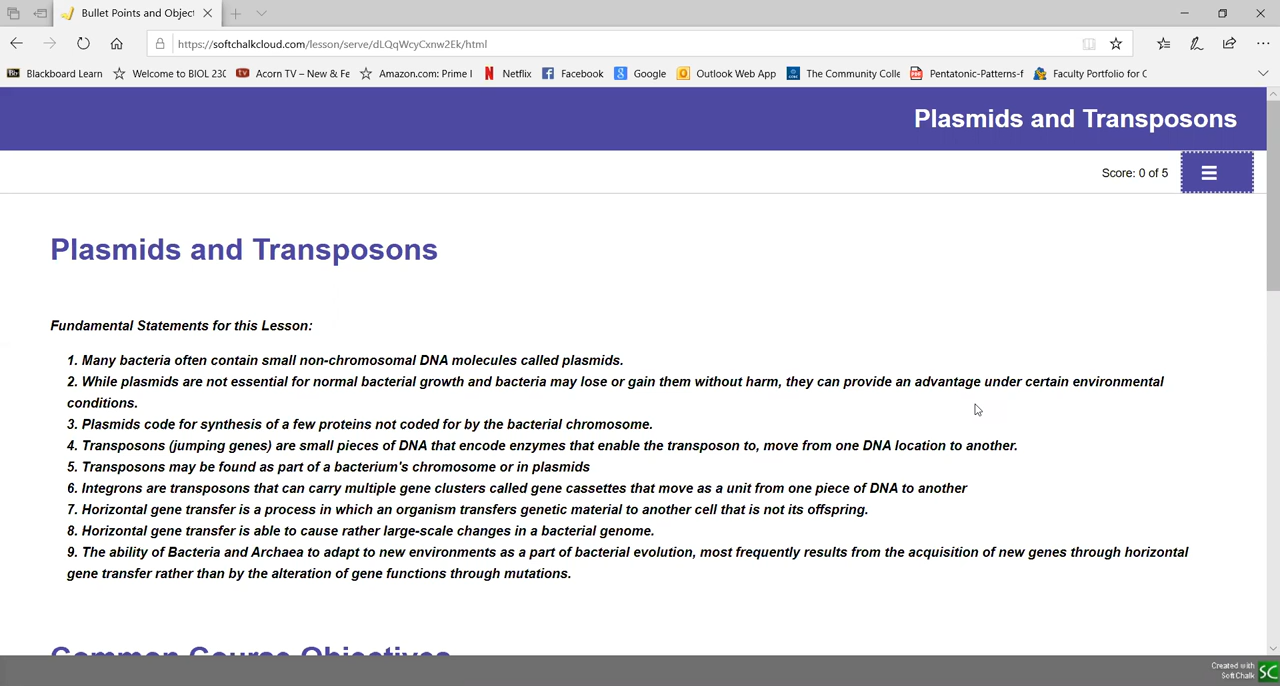 Bullet Points and Object
https://softchalkcloud.com/lesson/serve/dLQqWcyCxnw2Ek/html
Blackboard Learn Welcome to BIOL 230 Acorn TV – New & Fe Amazon.com: Prime I Netflix Facebook Google Outlook Web App The Community Colle Pentatonic-Patterns-f Faculty Portfolio for C
Plasmids and Transposons
Score: 0 of 5
Plasmids and Transposons
Fundamental Statements for this Lesson:
1. Many bacteria often contain small non-chromosomal DNA molecules called plasmids.
2. While plasmids are not essential for normal bacterial growth and bacteria may lose or gain them without harm, they can provide an advantage under certain environmental
conditions.
3. Plasmids code for synthesis of a few proteins not coded for by the bacterial chromosome.
4. Transposons (jumping genes) are small pieces of DNA that encode enzymes that enable the transposon to, move from one DNA location to another.
5. Transposons may be found as part of a bacterium's chromosome or in plasmids
6. Integrons are transposons that can carry multiple gene clusters called gene cassettes that move as a unit from one piece of DNA to another
7. Horizontal gene transfer is a process in which an organism transfers genetic material to another cell that is not its offspring.
8. Horizontal gene transfer is able to cause rather large-scale changes in a bacterial genome.
9. The ability of Bacteria and Archaea to adapt to new environments as a part of bacterial evolution, most frequently results from the acquisition of new genes through horizontal
gene transfer rather than by the alteration of gene functions through mutations.
Common Course Objectives
Created with
SoftChalk
SC